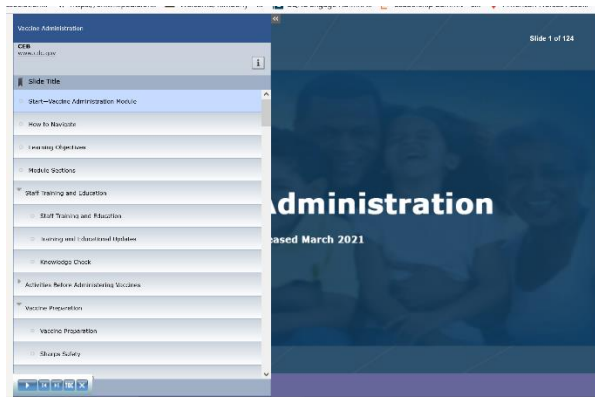 Vaccine Administration
Slide 1 of 124
www.cdc.gov
i
Slide Title
Start—Vaccine Administration Module
How to Navigate
Learning Objectives
Module Sections
Staff Training and Education
Staff Training and Education
Training and Educational Updates
Knowledge Check
Activities Before Administering Vaccines
Vaccine Preparation
Vaccine Preparation
Sharps Safety
Administration
eased March 2021